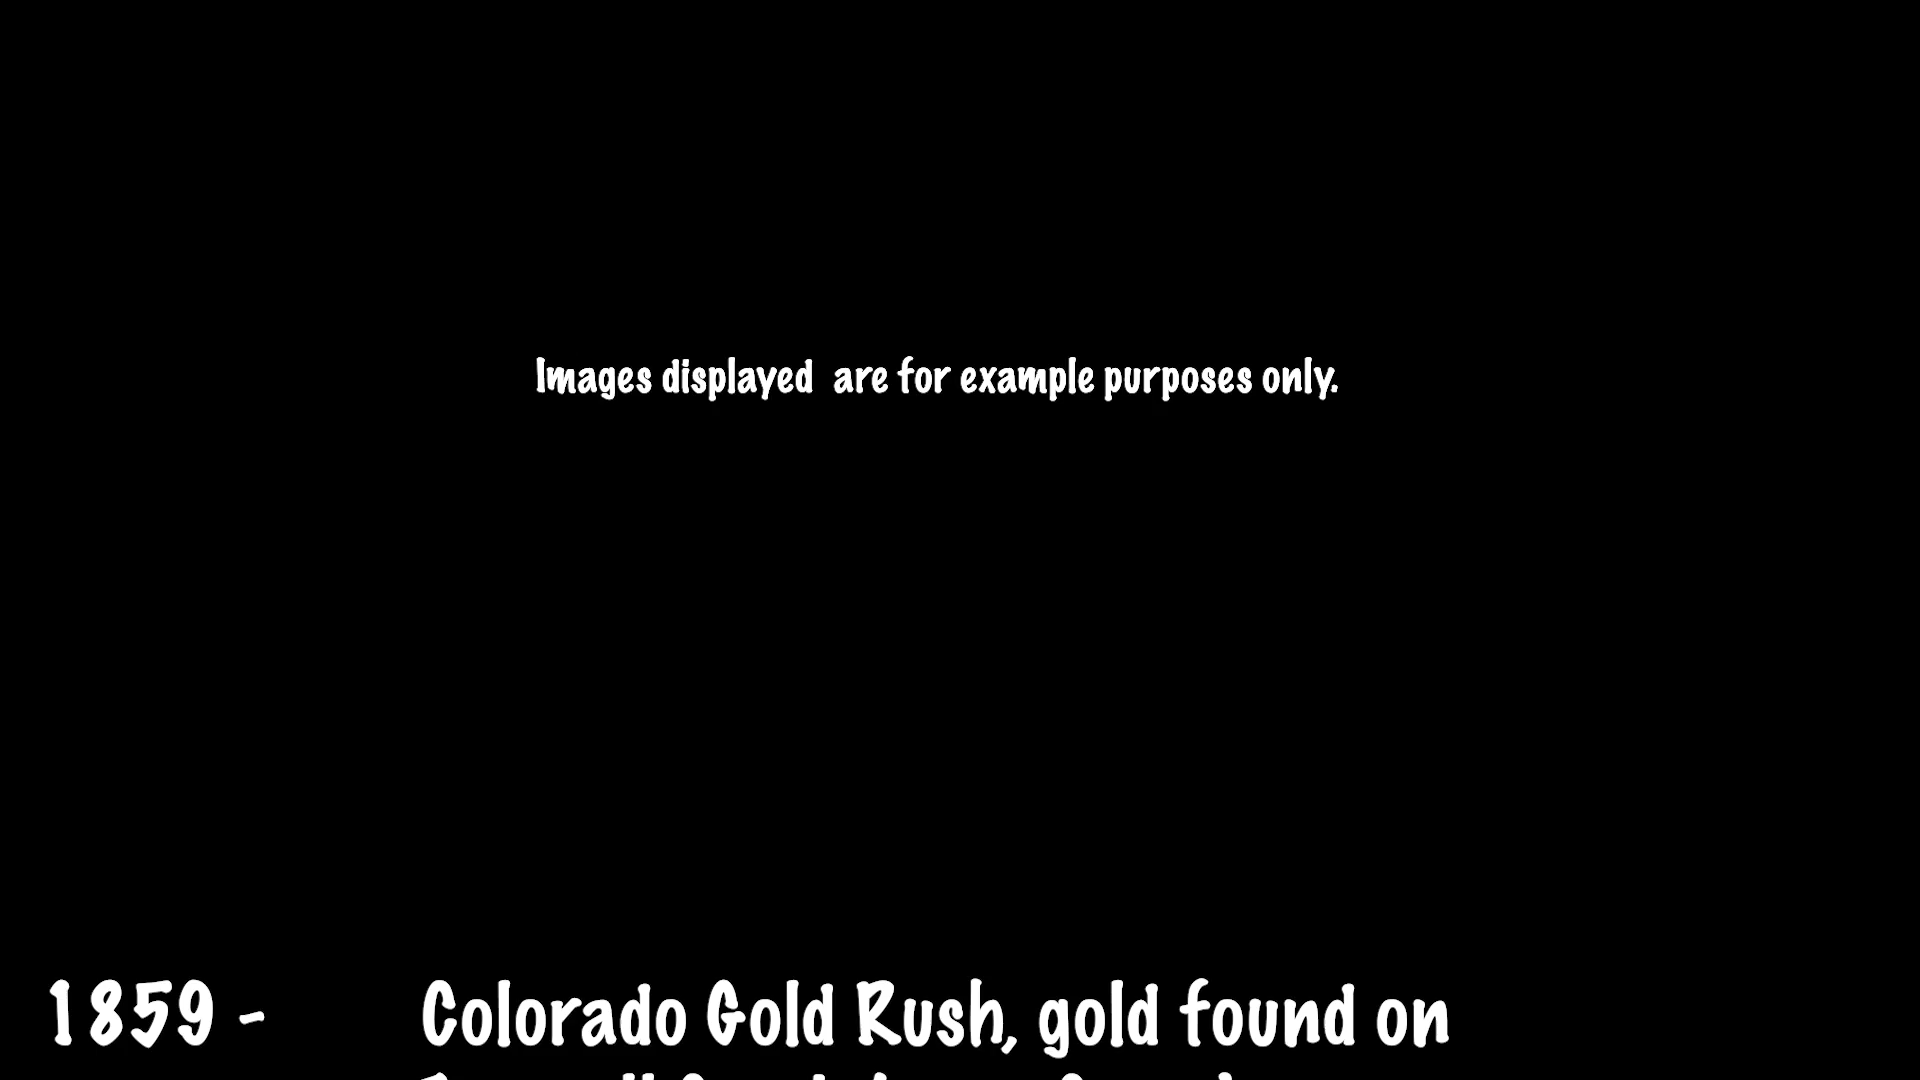 Images displayed  are for example purposes only.
1859 - Colorado Gold Rush, gold found on